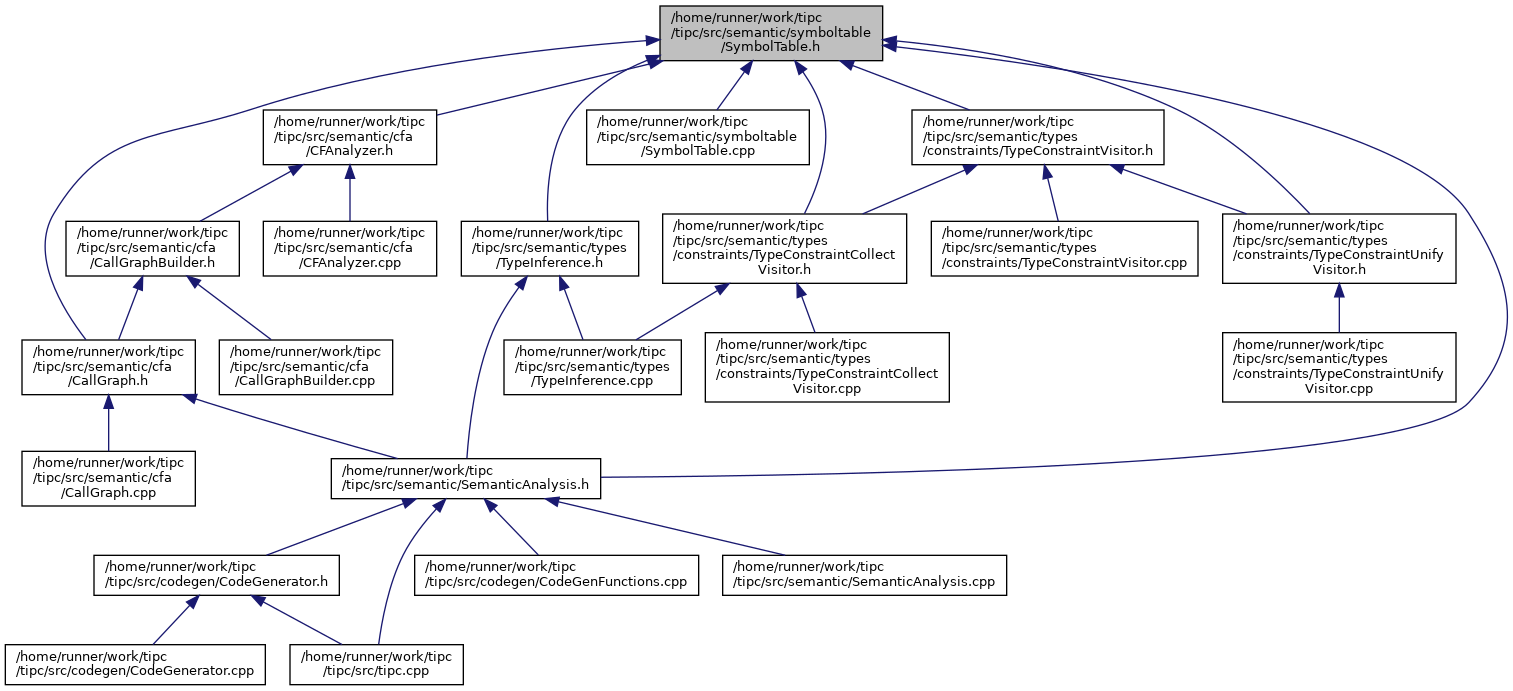 /home/runner/work/tipc
/tipc/src/semantic/symboltable
/SymbolTable.h
/home/runner/work/tipc
/tipc/src/semantic/cfa
/CFAnalyzer.h
/home/runner/work/tipc
/tipc/src/semantic/symboltable
/SymbolTable.cpp
/home/runner/work/tipc
/tipc/src/semantic/types
/constraints/TypeConstraintVisitor.h
/home/runner/work/tipc
/tipc/src/semantic/cfa
/CallGraphBuilder.h
/home/runner/work/tipc
/tipc/src/semantic/cfa
/CFAnalyzer.cpp
/home/runner/work/tipc
/tipc/src/semantic/types
/TypeInference.h
/home/runner/work/tipc
/tipc/src/semantic/types
/constraints/TypeConstraintCollect
Visitor.h
/home/runner/work/tipc
/tipc/src/semantic/types
/constraints/TypeConstraintVisitor.cpp
/home/runner/work/tipc
/tipc/src/semantic/types
/constraints/TypeConstraintUnify
Visitor.h
/home/runner/work/tipc
/tipc/src/semantic/cfa
/CallGraph.h
/home/runner/work/tipc
/tipc/src/semantic/cfa
/CallGraphBuilder.cpp
/home/runner/work/tipc
/tipc/src/semantic/types
/TypeInference.cpp
/home/runner/work/tipc
/tipc/src/semantic/types
/constraints/TypeConstraintCollect
Visitor.cpp
/home/runner/work/tipc
/tipc/src/semantic/types
/constraints/TypeConstraintUnify
Visitor.cpp
/home/runner/work/tipc
/tipc/src/semantic/cfa
/CallGraph.cpp
/home/runner/work/tipc
/tipc/src/semantic/SemanticAnalysis.h
/home/runner/work/tipc
/tipc/src/codegen/CodeGenerator.h
/home/runner/work/tipc
/tipc/src/codegen/CodeGenFunctions.cpp
/home/runner/work/tipc
/tipc/src/semantic/SemanticAnalysis.cpp
/home/runner/work/tipc
/tipc/src/codegen/CodeGenerator.cpp
/home/runner/work/tipc
/tipc/src/tipc.cpp